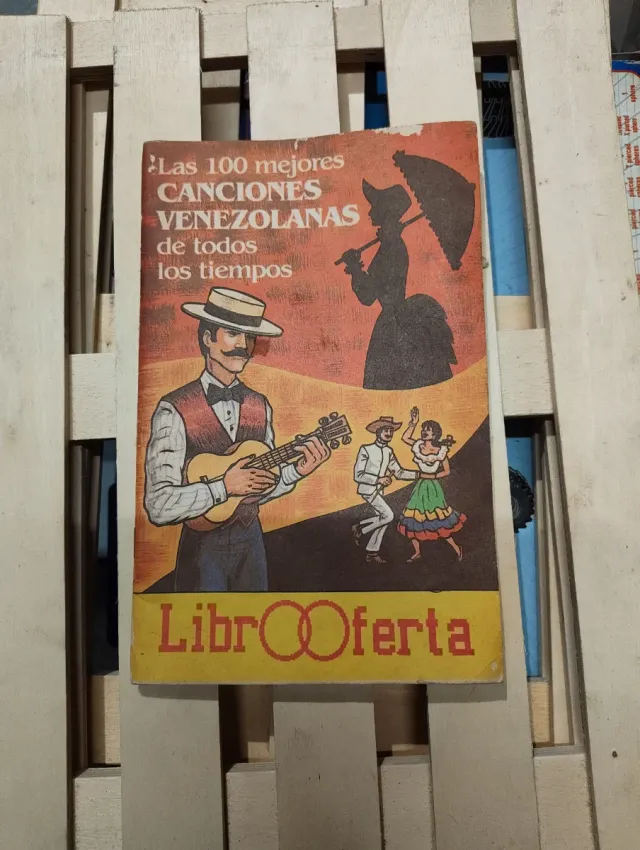 Las 100 mejores
CANCIONES
VENEZOLANAS
de todos
los tiempos
LibrOOferta